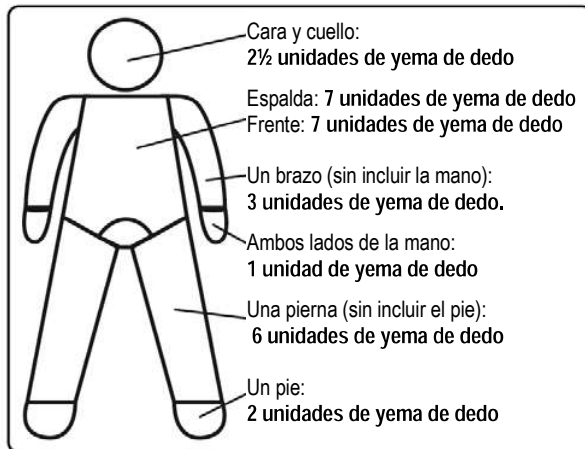 Cara y cuello:
2½ unidades de yema de dedo
Espalda: 7 unidades de yema de dedo
Frente: 7 unidades de yema de dedo
Un brazo (sin incluir la mano):
3 unidades de yema de dedo.
Ambos lados de la mano:
1 unidad de yema de dedo
Una pierna (sin incluir el pie):
6 unidades de yema de dedo
Un pie:
2 unidades de yema de dedo